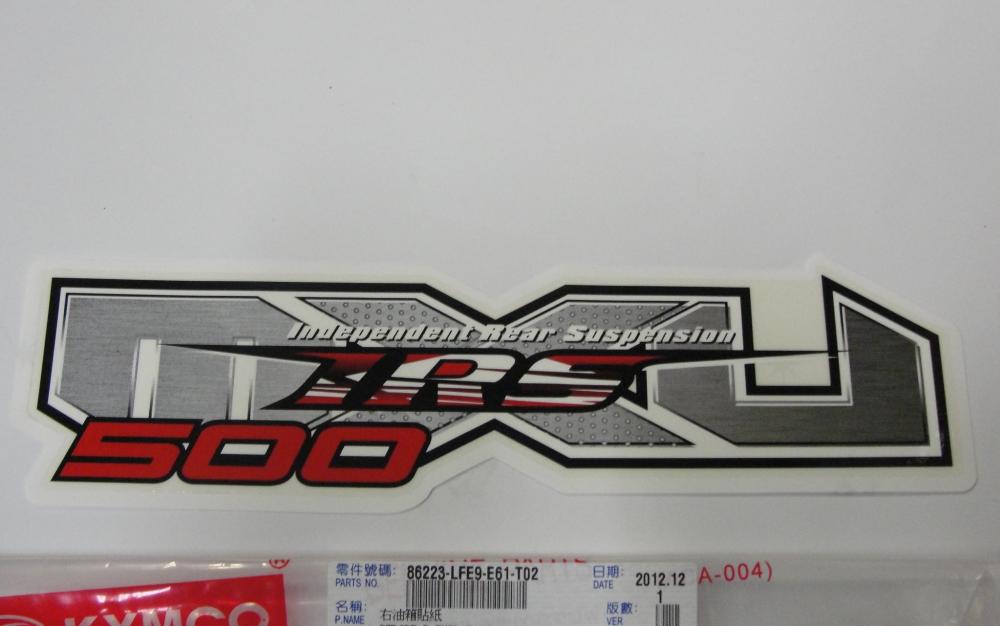 MXU
Independent Rear Suspension
IRS
500
零件號碼: 86223-LFE9-E61-T02
PARTS NO.
日期: 2012.12
DATE
A-004)
名稱: 右油箱貼紙
P.NAME
版數: 1
VER
KYMCO
®